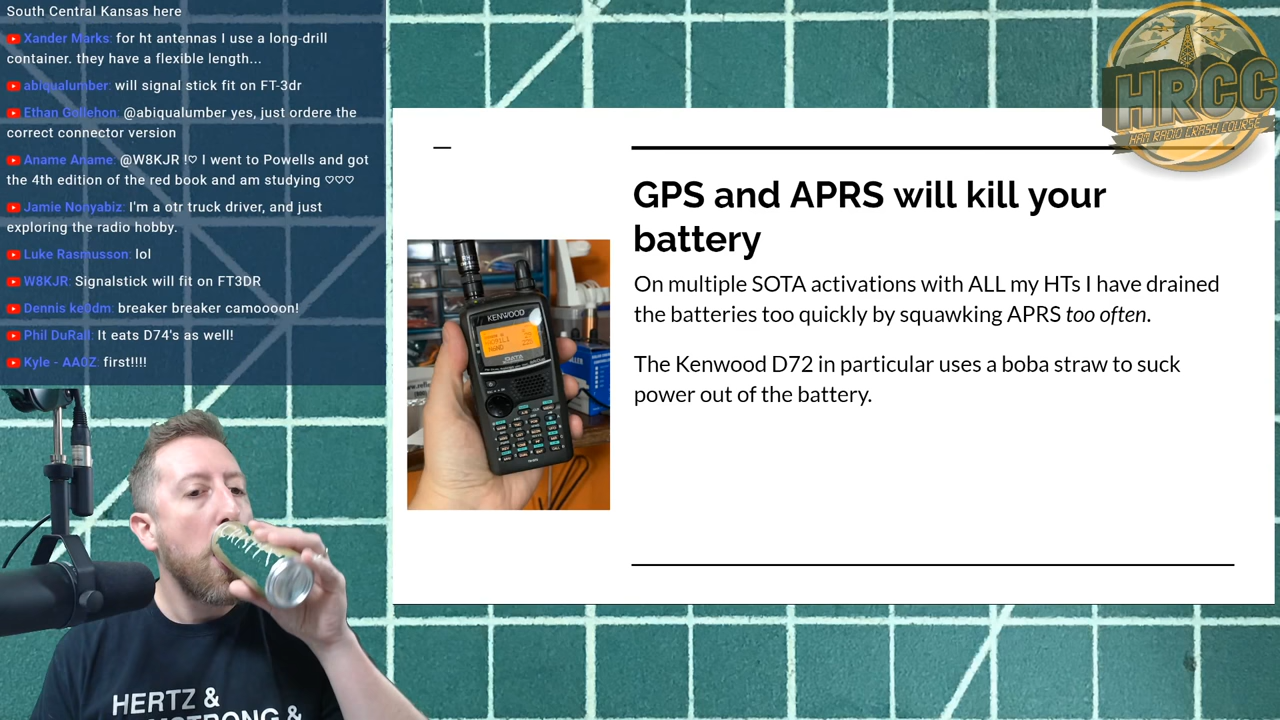 South Central Kansas here
Xander Marks: for ht antennas I use a long-drill
container. they have a flexible length...
abiqualumber: will signal stick fit on FT-3dr
Ethan Gollehon: @abiqualumber yes, just ordere the
correct connector version
Aname Aname: @W8KJR !♡ I went to Powells and got
the 4th edition of the red book and am studying ♡♡♡
Jamie Nonyabiz: I'm a otr truck driver, and just
exploring the radio hobby.
Luke Rasmusson: lol
W8KJR: Signalstick will fit on FT3DR
Dennis ke0dm: breaker breaker camoooon!
Phil DuRall: It eats D74's as well!
Kyle - AA0Z: first!!!!
HRCC
HAM RADIO CRASH COURSE
GPS and APRS will kill your
battery
On multiple SOTA activations with ALL my HTs I have drained
the batteries too quickly by squawking APRS too often.
The Kenwood D72 in particular uses a boba straw to suck
power out of the battery.
KENWOOD
HERTZ &